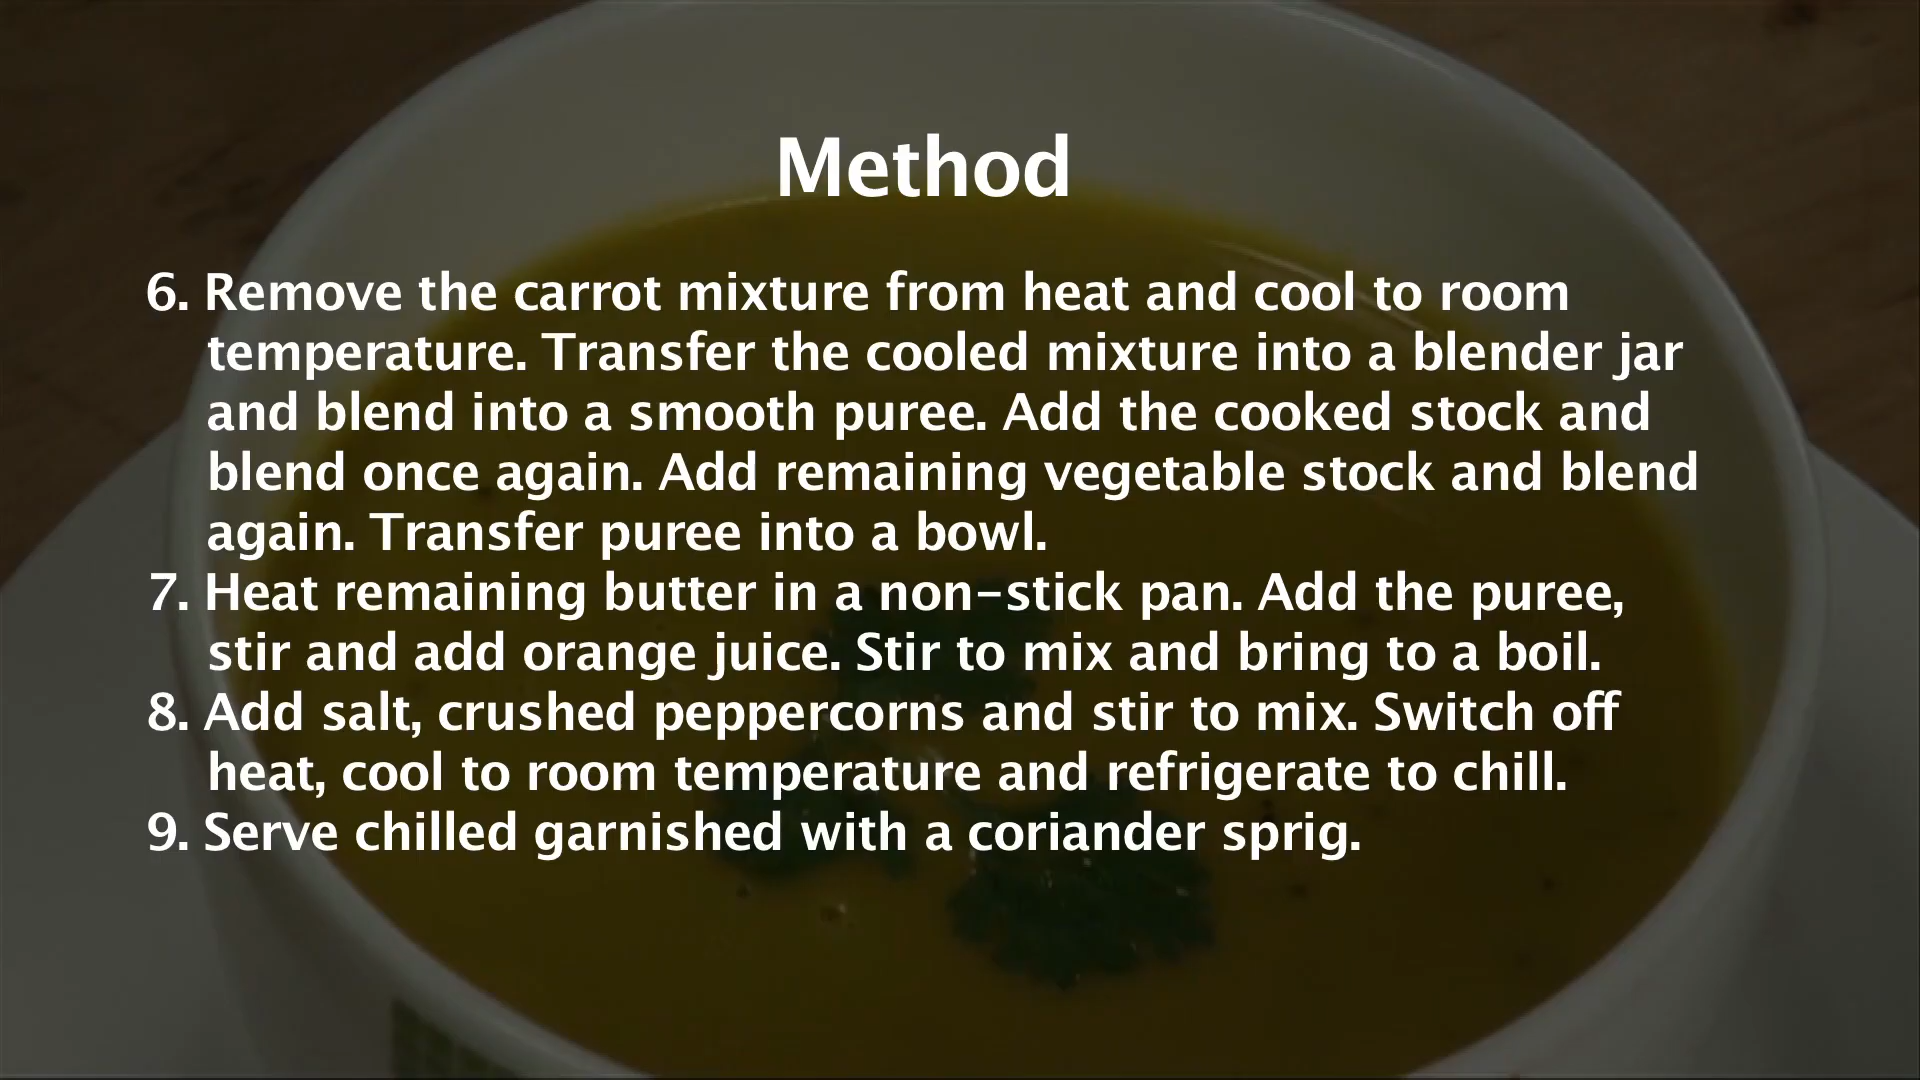 Method
6. Remove the carrot mixture from heat and cool to room
temperature. Transfer the cooled mixture into a blender jar
and blend into a smooth puree. Add the cooked stock and
blend once again. Add remaining vegetable stock and blend
again. Transfer puree into a bowl.
7. Heat remaining butter in a non-stick pan. Add the puree,
stir and add orange juice. Stir to mix and bring to a boil.
8. Add salt, crushed peppercorns and stir to mix. Switch off
heat, cool to room temperature and refrigerate to chill.
9. Serve chilled garnished with a coriander sprig.